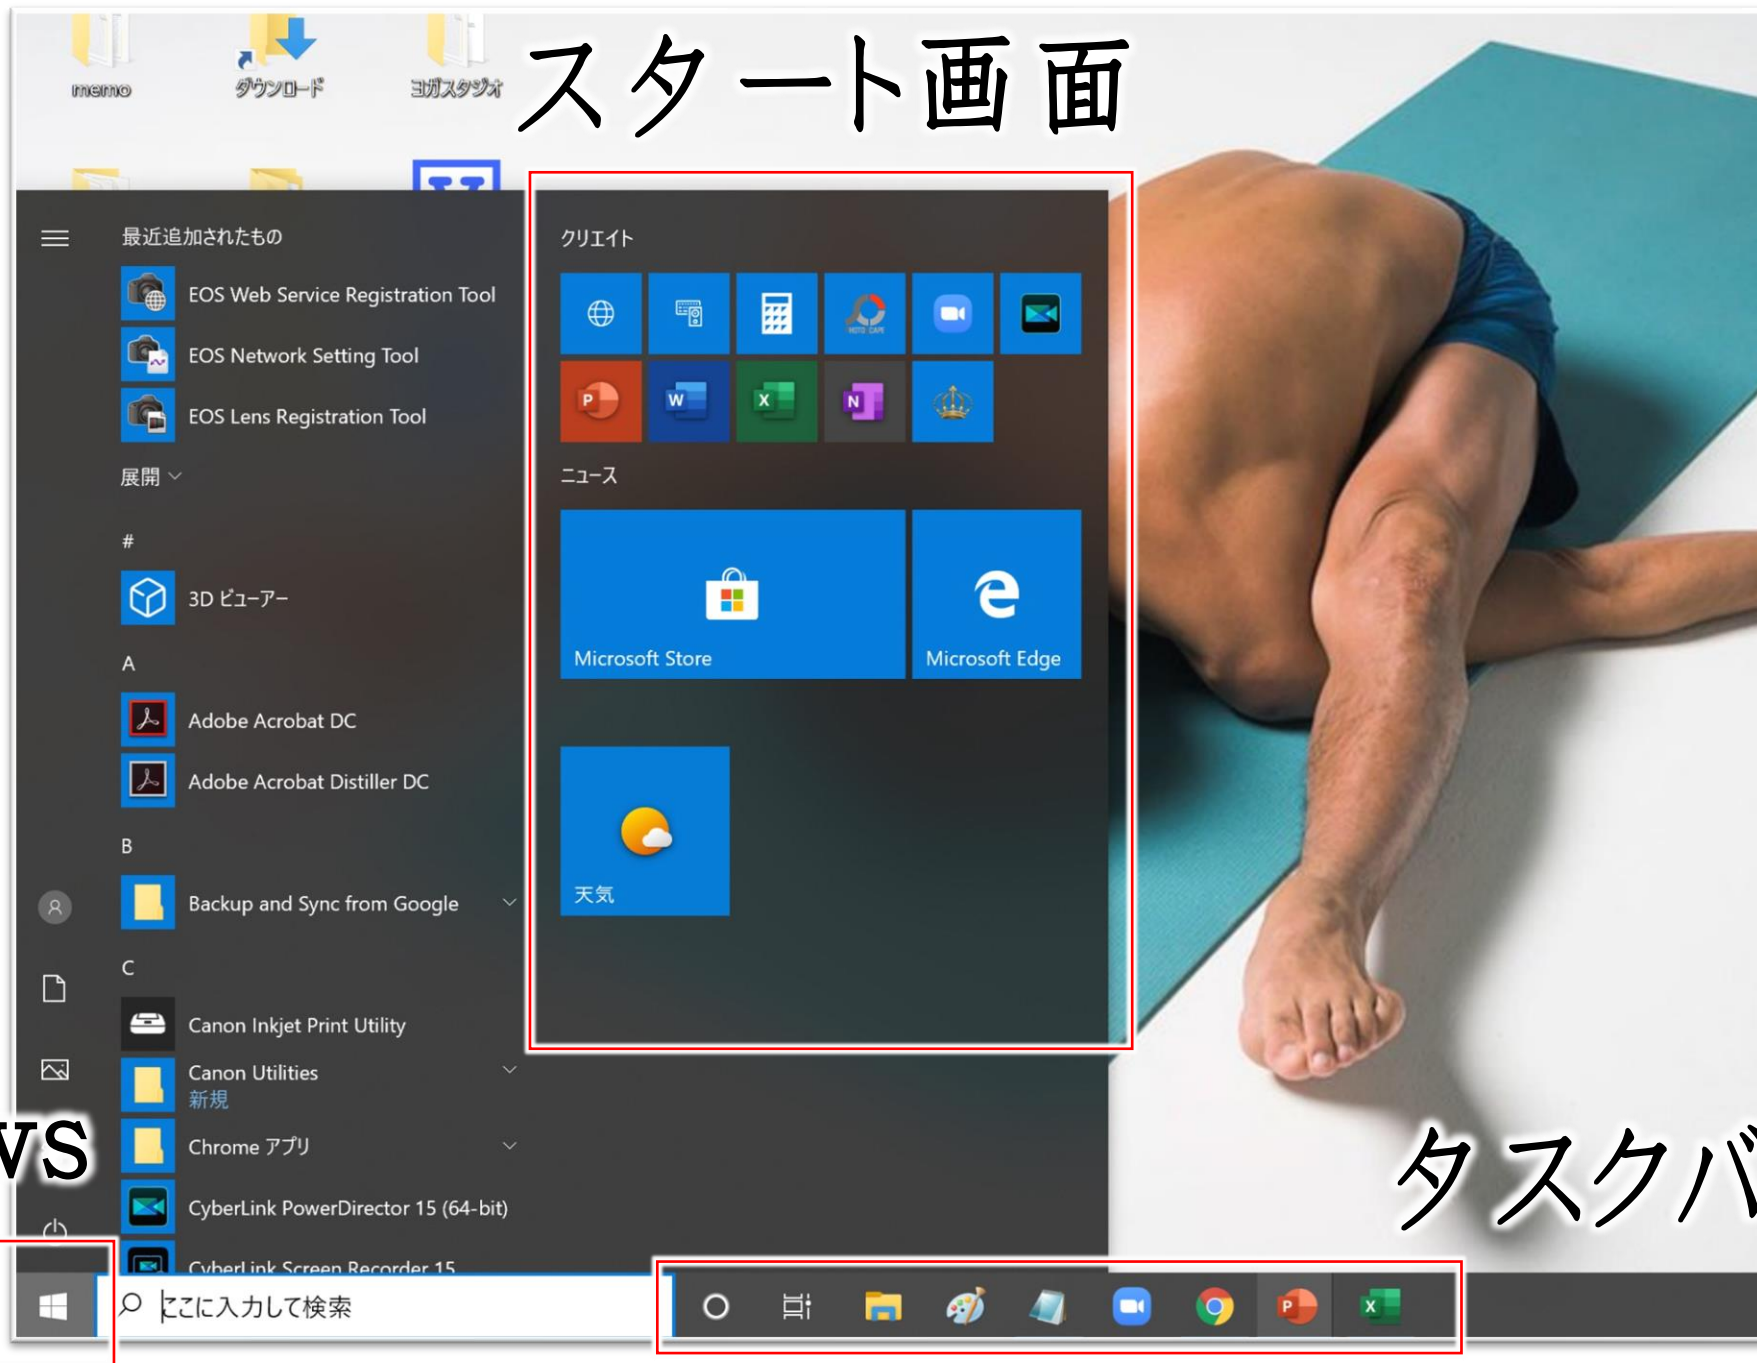 memo
ダウンロード
ヨガスタジオ
スタート画面
最近追加されたもの
EOS Web Service Registration Tool
EOS Network Setting Tool
EOS Lens Registration Tool
展開
#
3D ビューアー
A
Adobe Acrobat DC
Adobe Acrobat Distiller DC
B
Backup and Sync from Google
C
Canon Inkjet Print Utility
Canon Utilities
新規
Chrome アプリ
CyberLink PowerDirector 15 (64-bit)
CyberLink Screen Recorder 15
クリエイト
P
W
X
N
ニュース
Microsoft Store
Microsoft Edge
天気
ws
タスクバ
ここに入力して検索
P
X